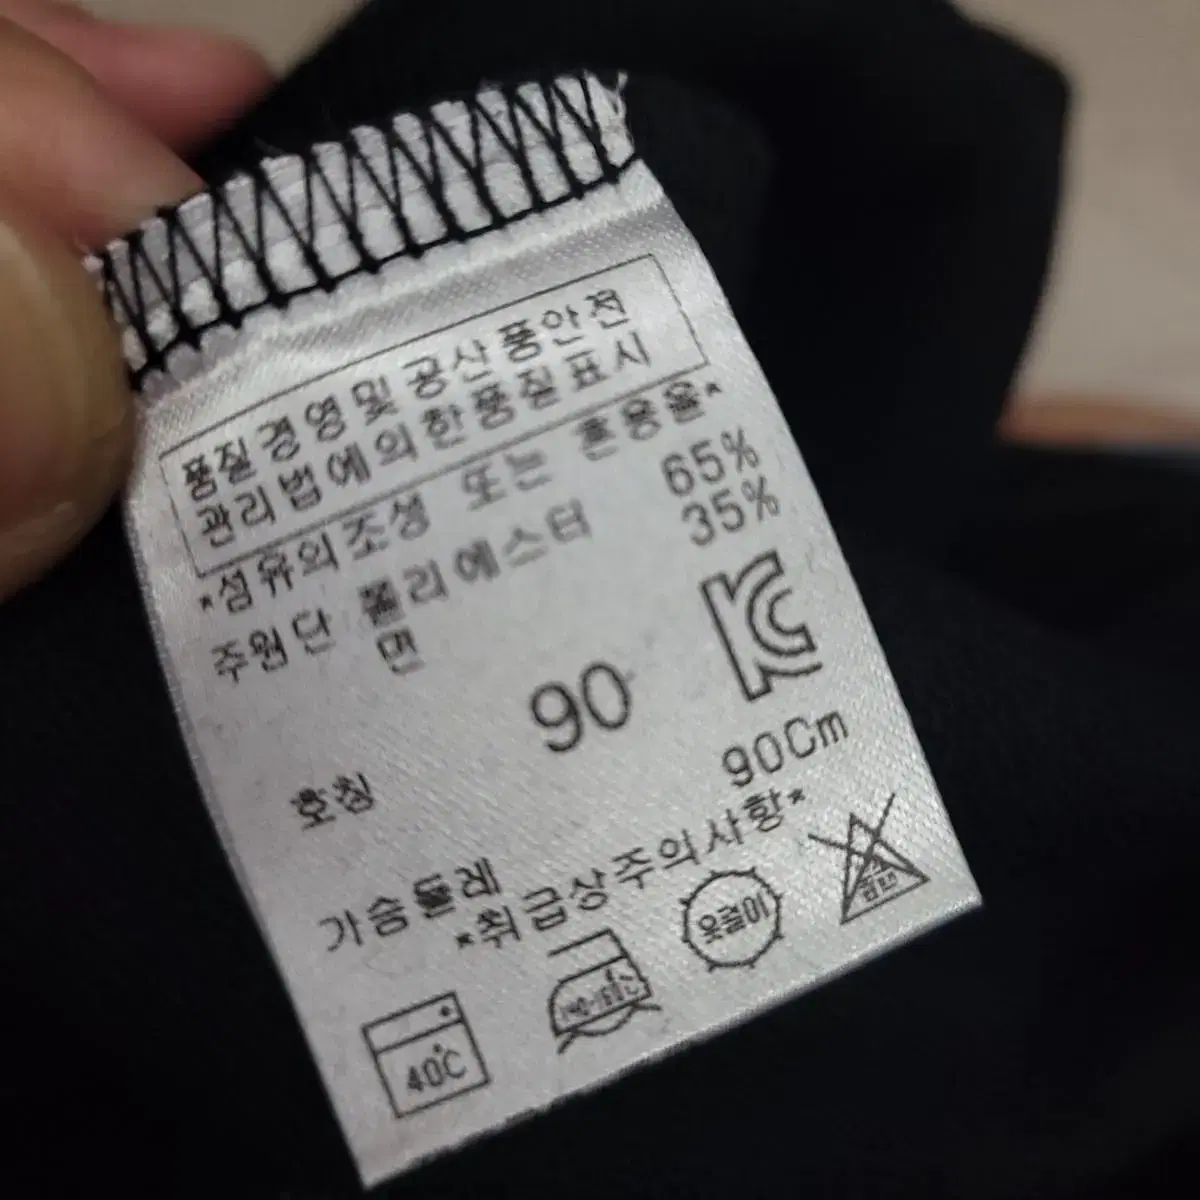 품질경영및공산품안전
관리법에의한품질표시
*섬유의조성 또는 혼용율*
주원단 폴리에스터 65%
면 35%
KC
호칭 90
가슴둘레 90Cm
*취급상주의사항*
40℃
옷걸이